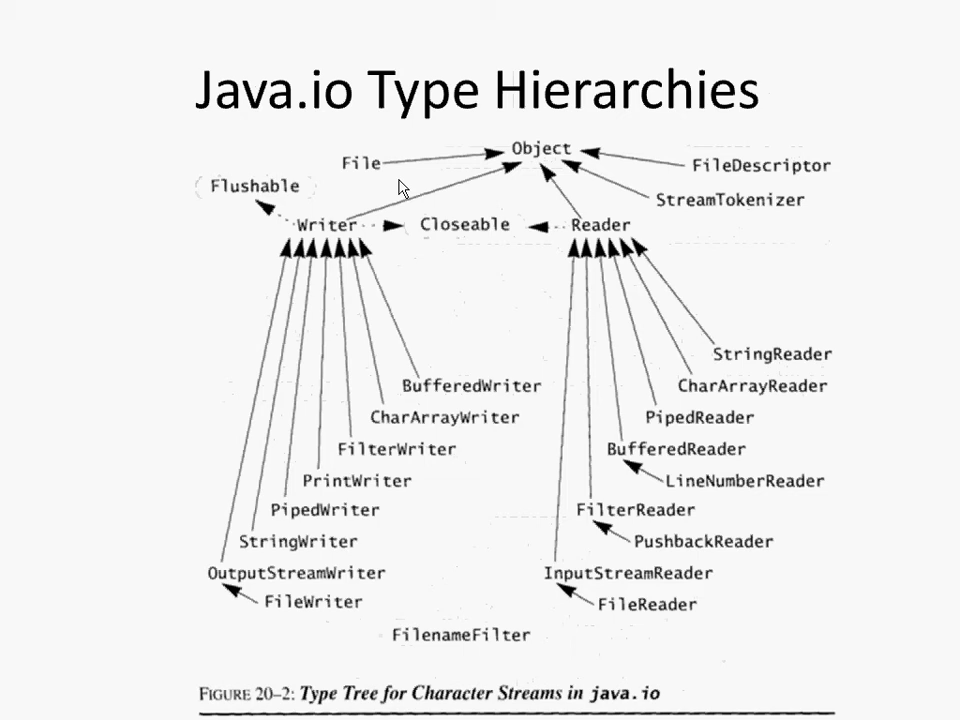 Java.io Type Hierarchies
Object
File
FileDescriptor
Flushable
StreamTokenizer
Writer
Closeable
Reader
StringReader
BufferedWriter
CharArrayReader
CharArrayWriter
PipedReader
FilterWriter
BufferedReader
PrintWriter
LineNumberReader
PipedWriter
FilterReader
StringWriter
PushbackReader
OutputStreamWriter
InputStreamReader
FileWriter
FileReader
FilenameFilter
FIGURE 20–2: Type Tree for Character Streams in java.io